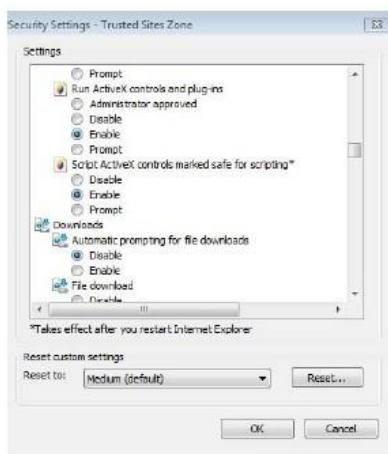 Security Settings - Trusted Sites Zone
Settings
Prompt
Run ActiveX controls and plug-ins
Administrator approved
Disable
Enable
Prompt
Script ActiveX controls marked safe for scripting*
Disable
Enable
Prompt
Downloads
Automatic prompting for file downloads
Disable
Enable
File download
Disable
*Takes effect after you restart Internet Explorer
Reset custom settings
Reset to: Medium (default) Reset...
OK Cancel